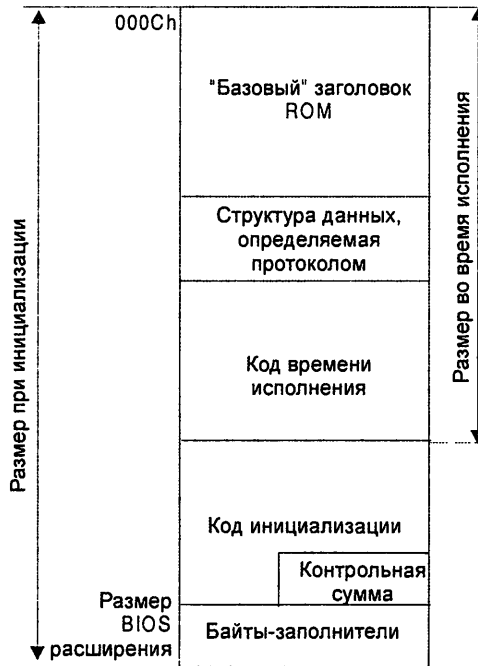 000Ch
"Базовый" заголовок
ROM
Структура данных,
определяемая
протоколом
Код времени
исполнения
Код инициализации
Контрольная
сумма
Размер
BIOS
расширения
Байты-заполнители
Размер при инициализации
Размер во время исполнения